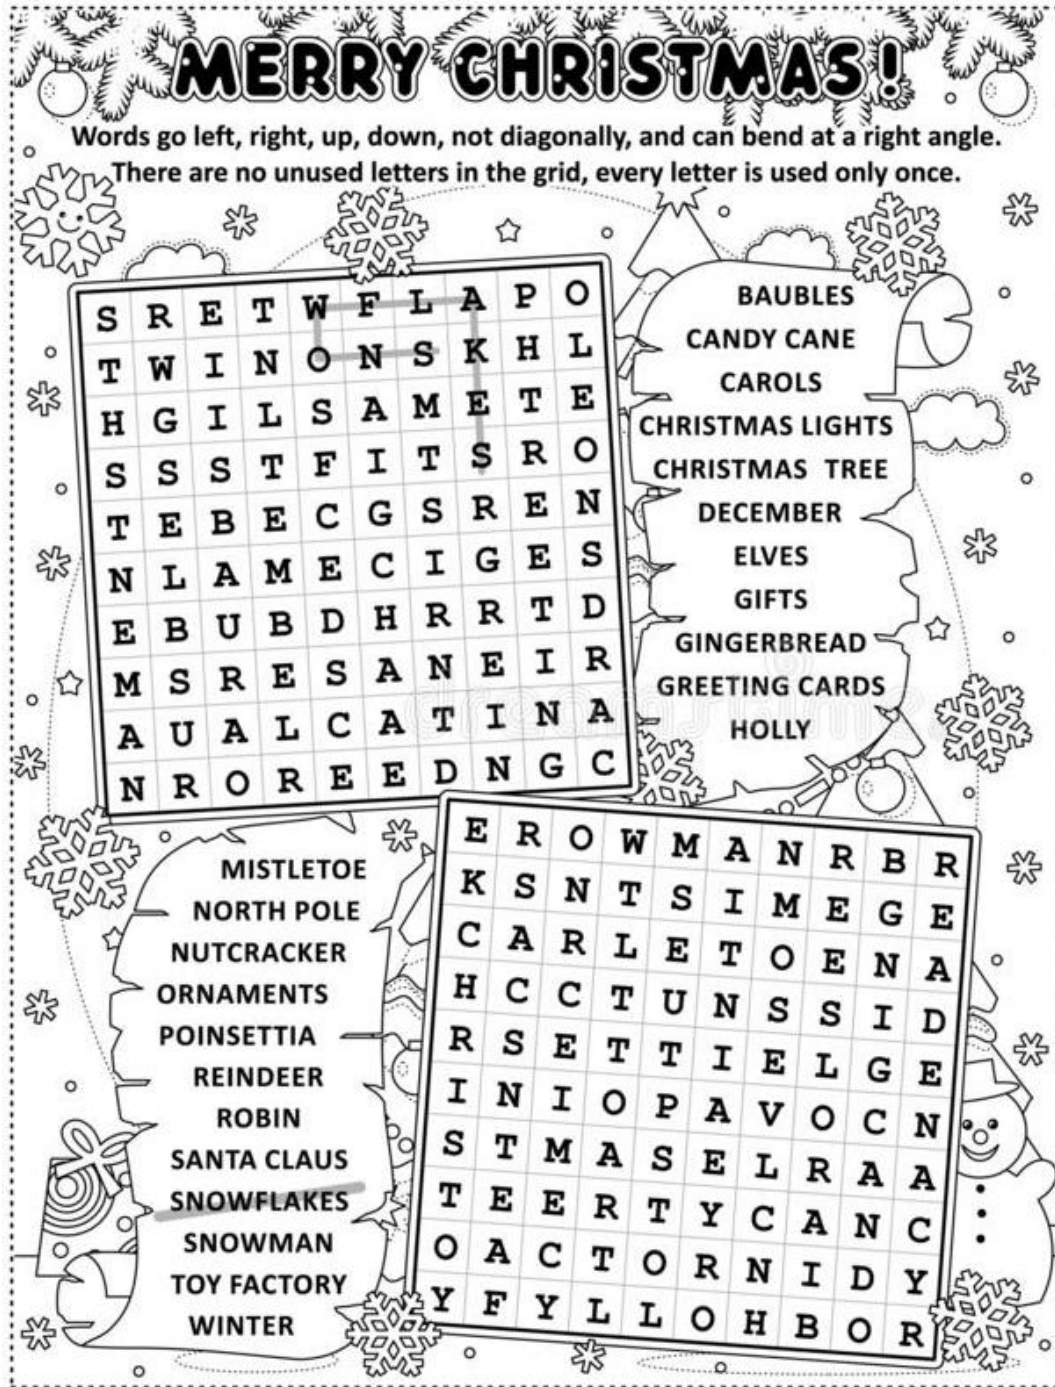 MERRY CHRISTMAS!
Words go left, right, up, down, not diagonally, and can bend at a right angle.
There are no unused letters in the grid, every letter is used only once.
S R E T W F L A P O
T W I N O N S K H L
H G I L S A M E T E
S S S T F I T S R O
T E B E C G S R E N
N L A M E C I G E S
E B U B D H R R T D
M S R E S A N E I R
A U A L C A T I N A
N R O R E E D N G C
BAUBLES
CANDY CANE
CAROLS
CHRISTMAS LIGHTS
CHRISTMAS TREE
DECEMBER
ELVES
GIFTS
GINGERBREAD
GREETING CARDS
HOLLY
MISTLETOE
NORTH POLE
NUTCRACKER
ORNAMENTS
POINSETTIA
REINDEER
ROBIN
SANTA CLAUS
SNOWFLAKES
SNOWMAN
TOY FACTORY
WINTER
E R O W M A N R B R
K S N T S I M E G E
C A R L E T O E N A
H C C T U N S S I D
R S E T T I E L G E
I N I O P A V O C N
S T M A S E L R A A
T E E R T Y C A N C
O A C T O R N I D Y
Y F Y L L O H B O R
dreamstime